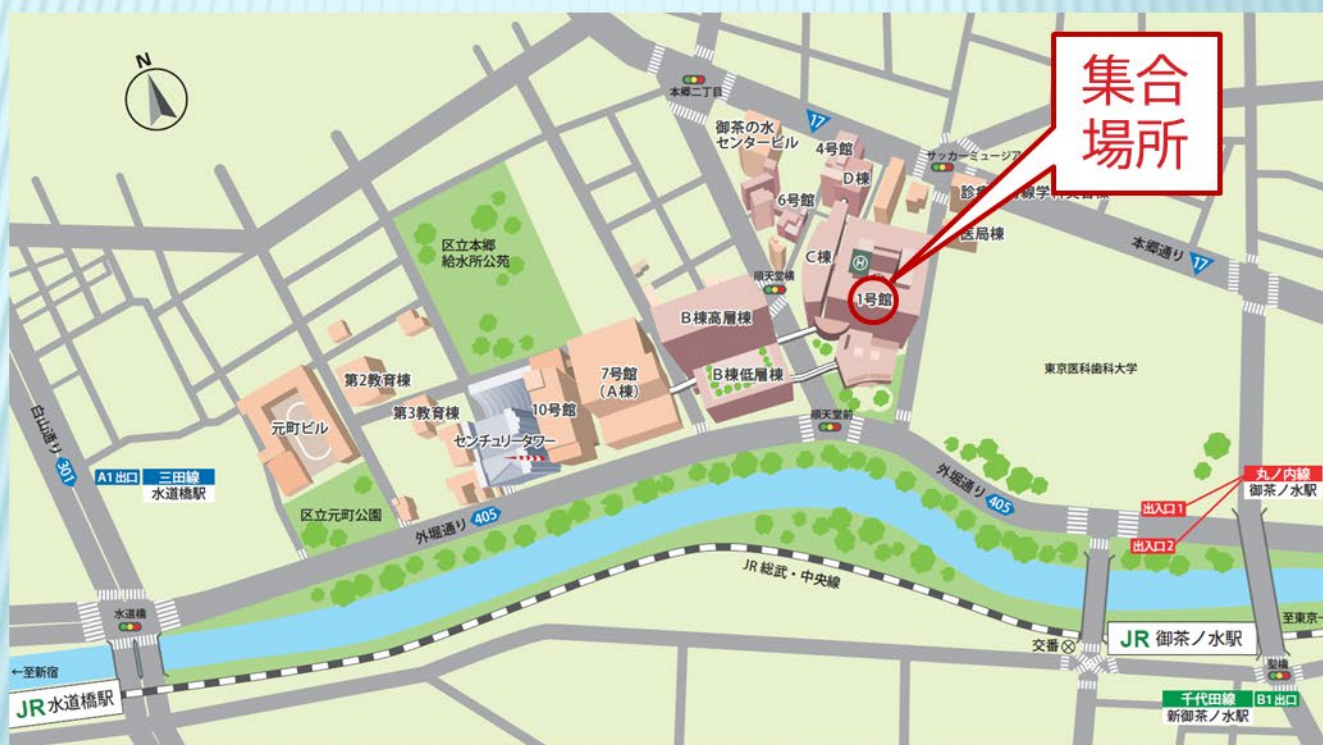 集合
場所
N
本郷二丁目
17
御茶の水
センタービル
4号館
D棟
サッカーミュージア
6号館
医局棟
C棟
本郷通り
17
区立本郷
給水所公苑
順天堂横
1号館
B棟高層棟
東京医科歯科大学
7号館
(A棟)
B棟低層棟
第2教育棟
10号館
第3教育棟
元町ビル
センチュリータワー
順天堂前
白山通り
301
A1出口
三田線
水道橋駅
丸ノ内線
御茶ノ水駅
外堀通り
405
出入口1
区立元町公園
外堀通り
405
出入口2
JR 総武・中央線
水道橋
至東京→
交番
JR 御茶ノ水駅
←至新宿
聖橋
JR 水道橋駅
千代田線
B1出口
新御茶ノ水駅